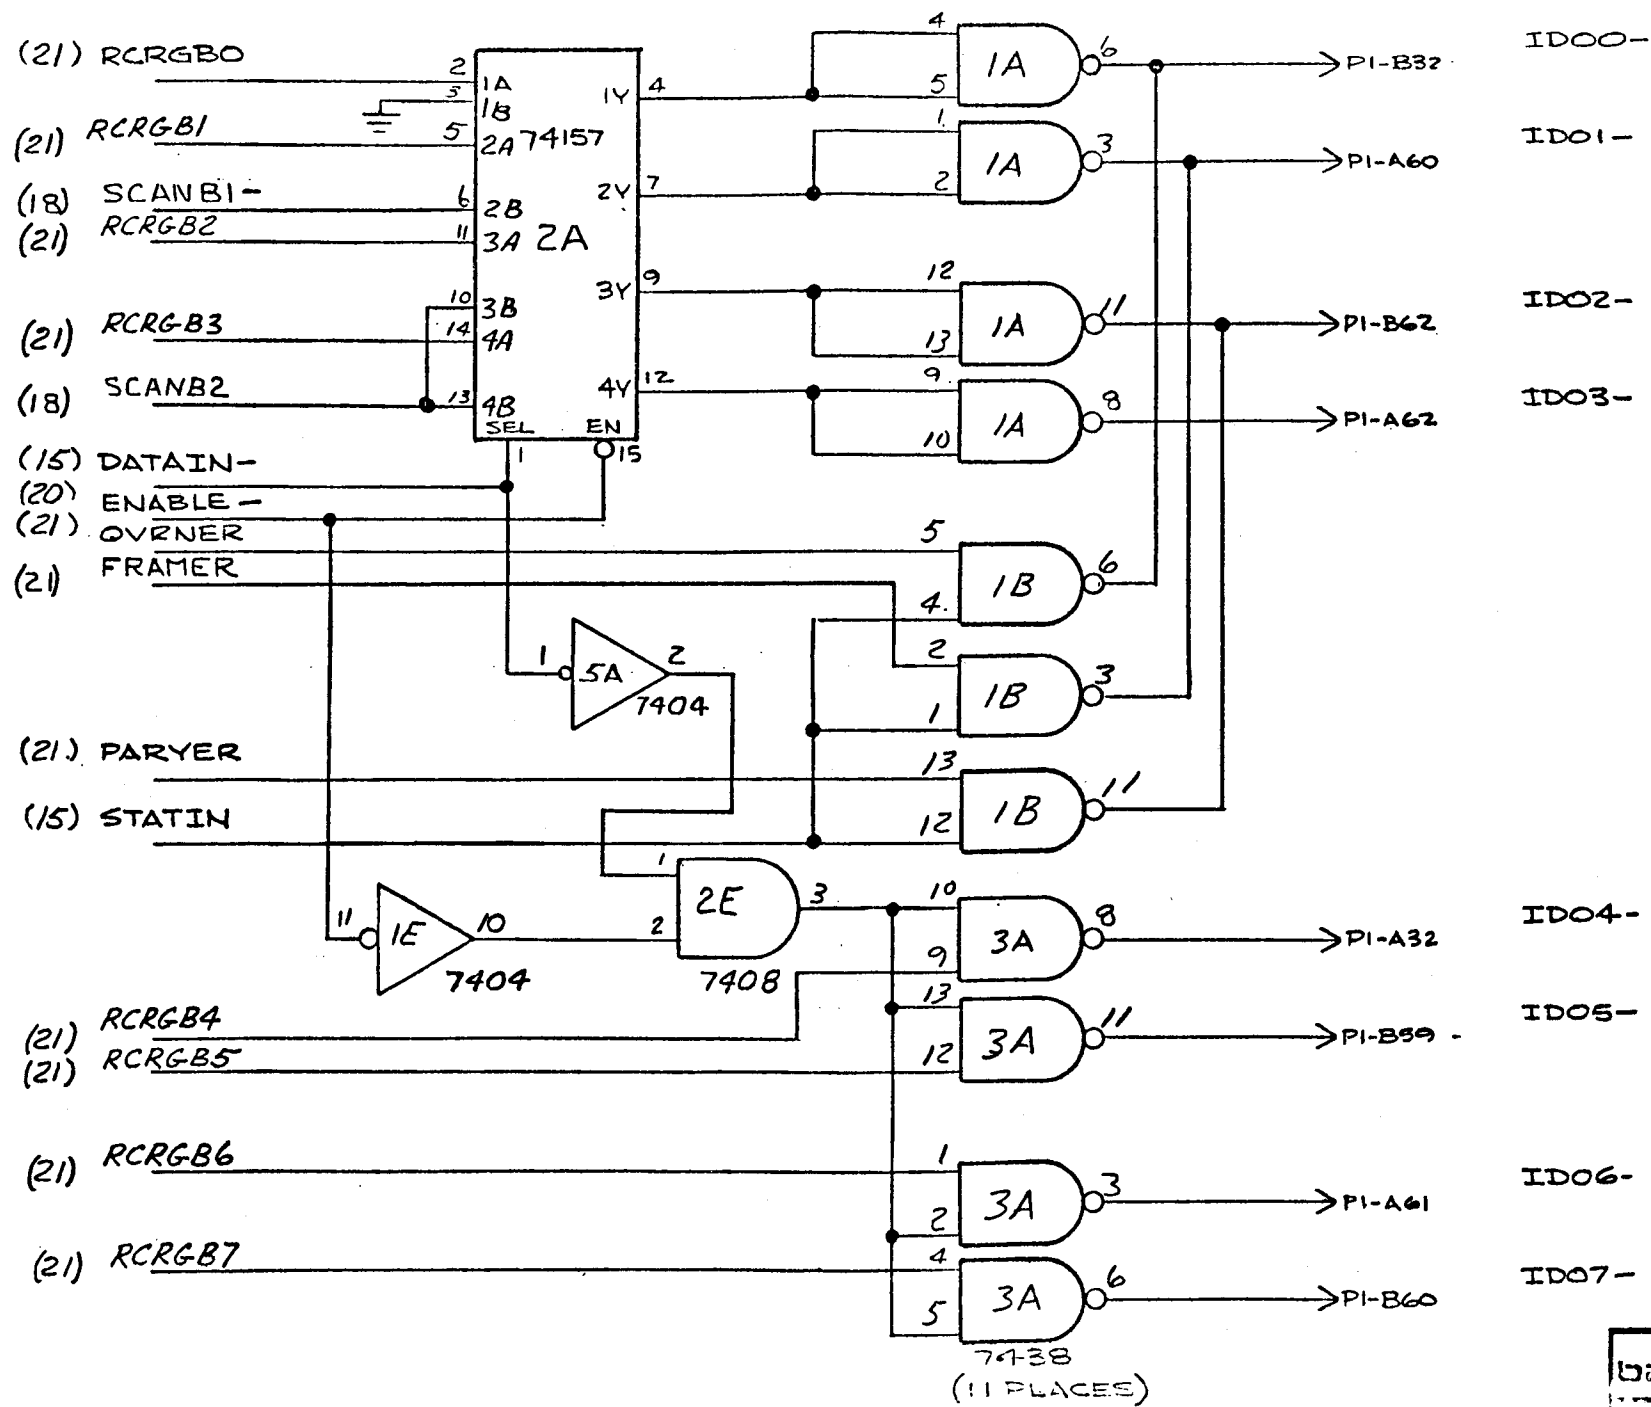 (21) RCRGB0
2
1A
3
1B
(21) RCRGB1
5
2A
74157
(18) SCANB1-
6
2B
(21) RCRGB2
11
3A
2A
10
3B
(21) RCRGB3
14
4A
(18) SCANB2
13
4B
SEL
EN
1
15
1Y
4
2Y
7
3Y
9
4Y
12
(15) DATAIN-
(20) ENABLE-
(21) OVRNER
(21) FRAMER
4
5
1A
6
P1-B32
ID00-
1
2
1A
3
P1-A60
ID01-
12
13
1A
11
P1-B62
ID02-
9
10
1A
8
P1-A62
ID03-
5
4
1B
6
1
5A
2
7404
2
1
1B
3
(21) PARYER
13
(15) STATIN
12
1B
11
11
1E
10
7404
1
2
2E
3
7408
10
9
3A
8
P1-A32
ID04-
(21) RCRGB4
(21) RCRGB5
13
12
3A
11
P1-B59
ID05-
(21) RCRGB6
1
2
3A
3
P1-A61
ID06-
(21) RCRGB7
4
5
3A
6
P1-B60
ID07-
7438
(11 PLACES)